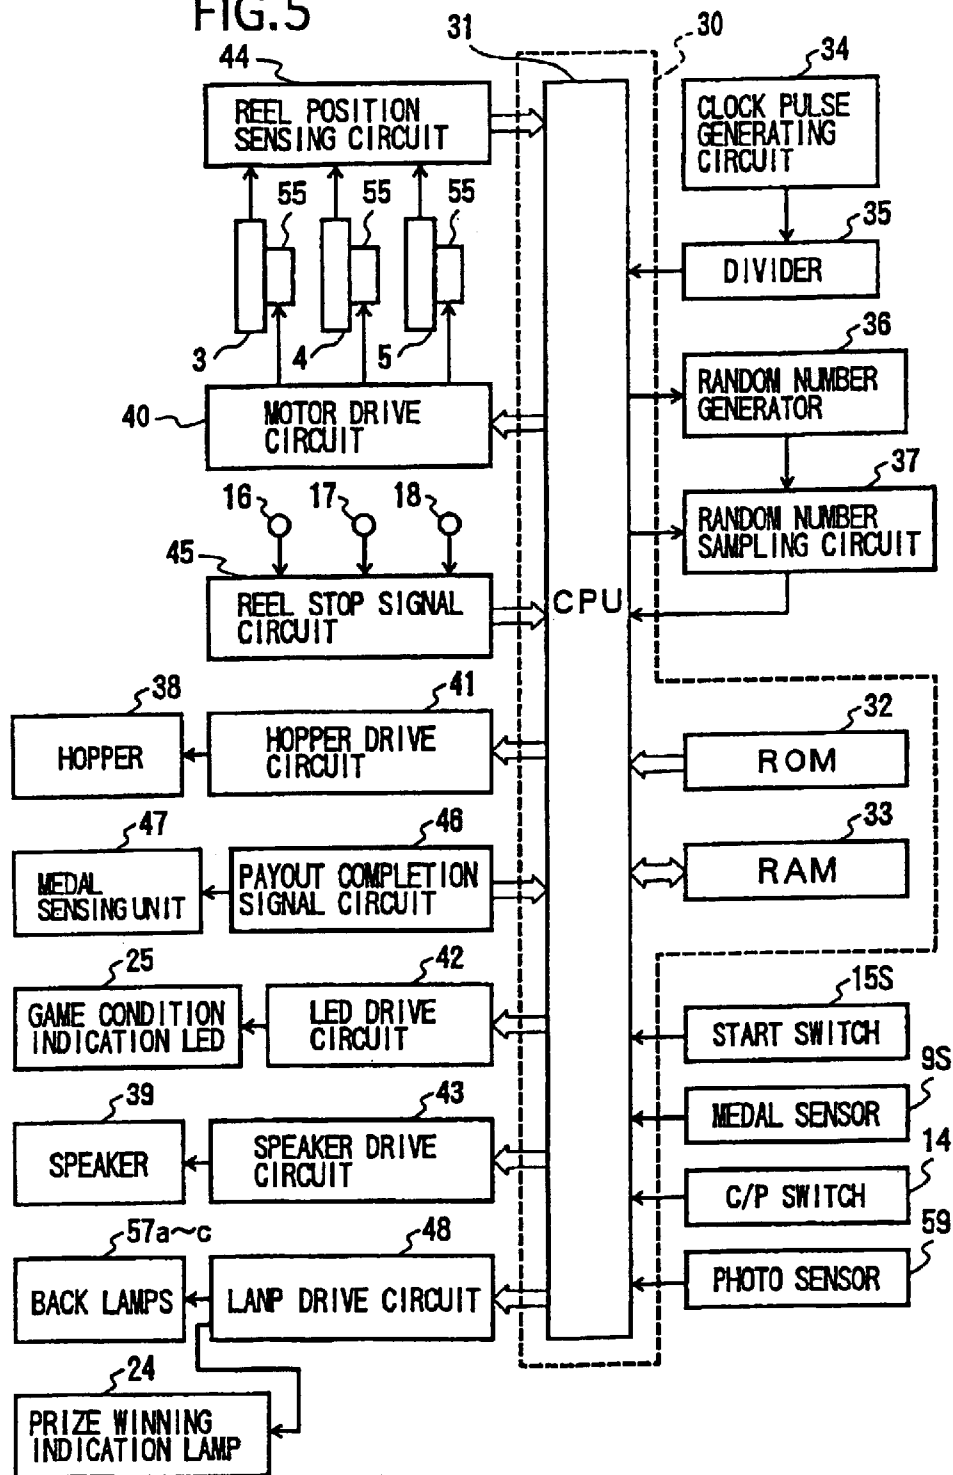 FIG.5
31
30
44
REEL POSITION
SENSING CIRCUIT
34
CLOCK PULSE
GENERATING
CIRCUIT
55
55
55
35
DIVIDER
3
4
5
36
RANDOM NUMBER
GENERATOR
40
MOTOR DRIVE
CIRCUIT
37
RANDOM NUMBER
SAMPLING CIRCUIT
16
17
18
45
REEL STOP SIGNAL
CIRCUIT
CPU
38
HOPPER
41
HOPPER DRIVE
CIRCUIT
32
ROM
47
MEDAL
SENSING UNIT
46
PAYOUT COMPLETION
SIGNAL CIRCUIT
33
RAM
25
GAME CONDITION
INDICATION LED
42
LED DRIVE
CIRCUIT
15S
START SWITCH
9S
MEDAL SENSOR
39
SPEAKER
43
SPEAKER DRIVE
CIRCUIT
14
C/P SWITCH
57a~c
BACK LAMPS
48
LANP DRIVE CIRCUIT
59
PHOTO SENSOR
24
PRIZE WINNING
INDICATION LAMP